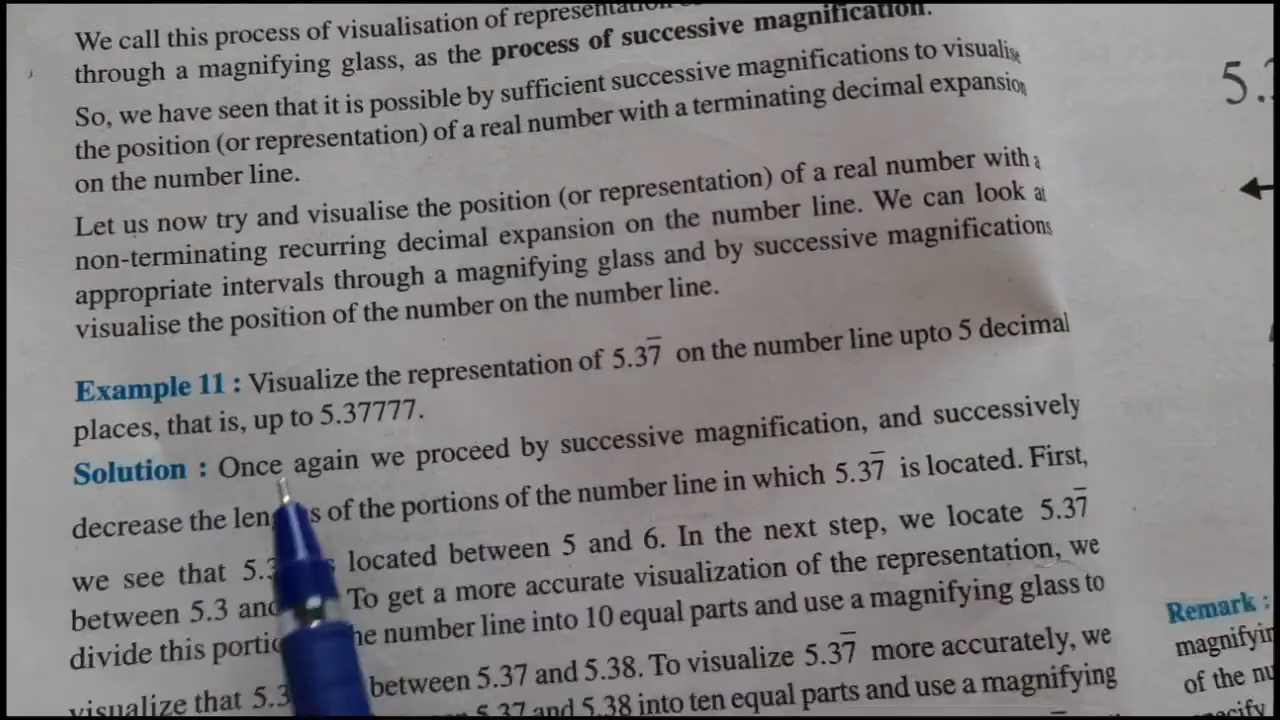 We call this process of visualisation of representation
through a magnifying glass, as the process of successive magnification.
So, we have seen that it is possible by sufficient successive magnifications to visualise
the position (or representation) of a real number with a terminating decimal expansion
on the number line.
Let us now try and visualise the position (or representation) of a real number with a
non-terminating recurring decimal expansion on the number line. We can look at
appropriate intervals through a magnifying glass and by successive magnifications
visualise the position of the number on the number line.
Example 11 : Visualize the representation of 5.37̅ on the number line upto 5 decimal
places, that is, up to 5.37777.
Solution : Once again we proceed by successive magnification, and successively
decrease the lengths of the portions of the number line in which 5.37̅ is located. First,
we see that 5.3 located between 5 and 6. In the next step, we locate 5.37̅
between 5.3 and To get a more accurate visualization of the representation, we
divide this portion the number line into 10 equal parts and use a magnifying glass to
visualize that 5.3 between 5.37 and 5.38. To visualize 5.37̅ more accurately, we
5.37 and 5.38 into ten equal parts and use a magnifying
5.
Remark :
magnifyin
of the nu
specify